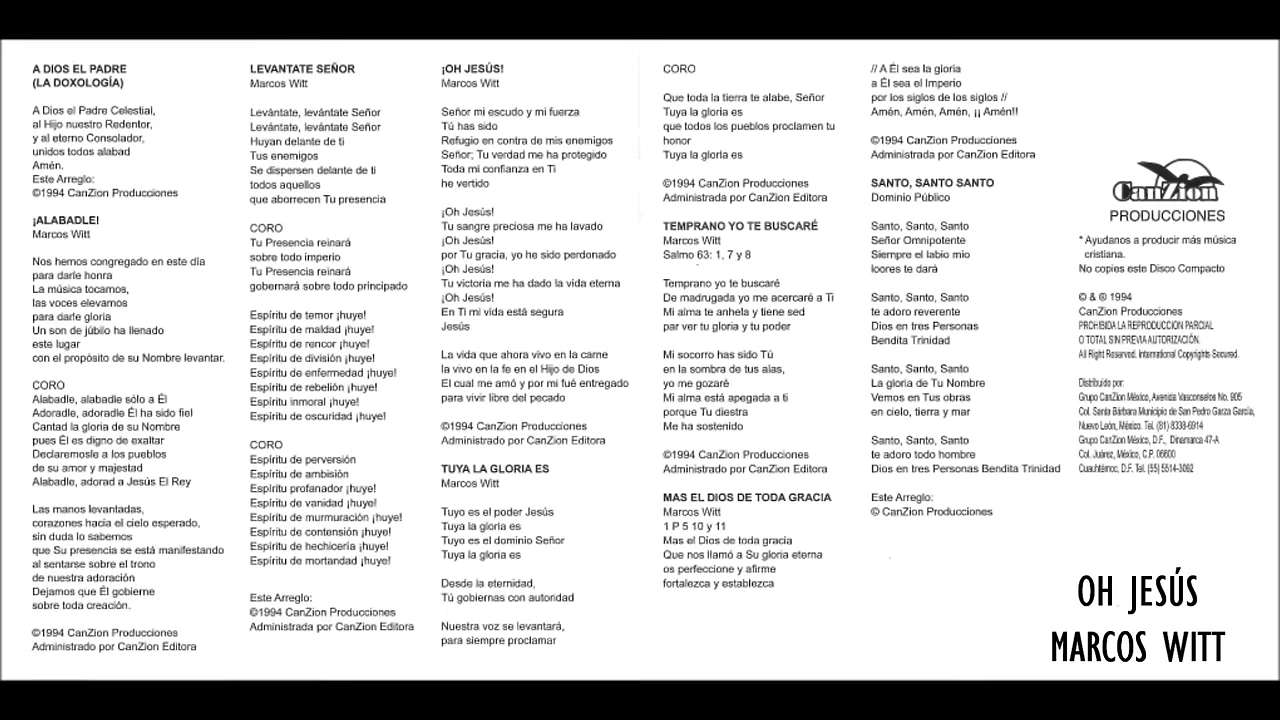 A DIOS EL PADRE
(LA DOXOLOGÍA)
A Dios el Padre Celestial,
al Hijo nuestro Redentor,
y al eterno Consolador,
unidos todos alabad
Amén.
Este Arreglo:
©1994 CanZion Producciones
¡ALABADLE!
Marcos Witt
Nos hemos congregado en este día
para darle honra
La música tocamos,
las voces elevamos
para darle gloria
Un son de júbilo ha llenado
este lugar
con el propósito de su Nombre levantar.
CORO
Alabadle, alabadle sólo a Él
Adoradle, adoradle Él ha sido fiel
Cantad la gloria de su Nombre
pues Él es digno de exaltar
Declaremosle a los pueblos
de su amor y majestad
Alabadle, adorad a Jesús El Rey
Las manos levantadas,
corazones hacia el cielo esperado,
sin duda lo sabemos
que Su presencia se está manifestando
al sentarse sobre el trono
de nuestra adoración
Dejamos que Él gobierne
sobre toda creación.
©1994 CanZion Producciones
Administrado por CanZion Editora
LEVANTATE SEÑOR
Marcos Witt
Levántate, levántate Señor
Levántate, levántate Señor
Huyan delante de ti
Tus enemigos
Se dispersen delante de ti
todos aquellos
que aborrecen Tu presencia
CORO
Tu Presencia reinará
sobre todo imperio
Tu Presencia reinará
gobernará sobre todo principado
Espíritu de temor ¡huye!
Espíritu de maldad ¡huye!
Espíritu de rencor ¡huye!
Espíritu de división ¡huye!
Espíritu de enfermedad ¡huye!
Espíritu de rebelión ¡huye!
Espíritu inmoral ¡huye!
Espíritu de oscuridad ¡huye!
CORO
Espíritu de perversión
Espíritu de ambisión
Espíritu profanador ¡huye!
Espíritu de vanidad ¡huye!
Espíritu de murmuración ¡huye!
Espíritu de contensión ¡huye!
Espíritu de hechicería ¡huye!
Espíritu de mortandad ¡huye!
Este Arreglo:
©1994 CanZion Producciones
Administrada por CanZion Editora
¡OH JESÚS!
Marcos Witt
Señor mi escudo y mi fuerza
Tú has sido
Refugio en contra de mis enemigos
Señor; Tu verdad me ha protegido
Toda mi confianza en Ti
he vertido
¡Oh Jesús!
Tu sangre preciosa me ha lavado
¡Oh Jesús!
por Tu gracia, yo he sido perdonado
¡Oh Jesús!
Tu victoria me ha dado la vida eterna
¡Oh Jesús!
En Ti mi vida está segura
Jesús
La vida que ahora vivo en la carne
la vivo en la fe en el Hijo de Dios
El cual me amó y por mi fué entregado
para vivir libre del pecado
©1994 CanZion Producciones
Administrado por CanZion Editora
TUYA LA GLORIA ES
Marcos Witt
Tuyo es el poder Jesús
Tuya la gloria es
Tuyo es el dominio Señor
Tuya la gloria es
Desde la eternidad,
Tú gobiernas con autoridad
Nuestra voz se levantará,
para siempre proclamar
CORO
Que toda la tierra te alabe, Señor
Tuya la gloria es
que todos los pueblos proclamen tu
honor
Tuya la gloria es
©1994 CanZion Producciones
Administrada por CanZion Editora
TEMPRANO YO TE BUSCARÉ
Marcos Witt
Salmo 63: 1, 7 y 8
Temprano yo te buscaré
De madrugada yo me acercaré a Ti
Mi alma te anhela y tiene sed
par ver tu gloria y tu poder
Mi socorro has sido Tú
en la sombra de tus alas,
yo me gozaré
Mi alma está apegada a ti
porque Tu diestra
Me ha sostenido
©1994 CanZion Producciones
Administrado por CanZion Editora
MAS EL DIOS DE TODA GRACIA
Marcos Witt
1 P 5 10 y 11
Mas el Dios de toda gracia
Que nos llamó a Su gloria eterna
os perfeccione y afirme
fortalezca y establezca
// A Él sea la gloria
a Él sea el Imperio
por los siglos de los siglos //
Amén, Amén, Amén, ¡¡ Amén!!
©1994 CanZion Producciones
Administrada por CanZion Editora
SANTO, SANTO SANTO
Dominio Público
Santo, Santo, Santo
Señor Omnipotente
Siempre el labio mio
loores te dará
Santo, Santo, Santo
te adoro reverente
Dios en tres Personas
Bendita Trinidad
Santo, Santo, Santo
La gloria de Tu Nombre
Vemos en Tus obras
en cielo, tierra y mar
Santo, Santo, Santo
te adoro todo hombre
Dios en tres Personas Bendita Trinidad
Este Arreglo:
© CanZion Producciones
CanZion
PRODUCCIONES
* Ayudanos a producir más música
cristiana.
No copies este Disco Compacto
© & ® 1994
CanZion Producciones
PROHIBIDA LA REPRODUCCIÓN PARCIAL
O TOTAL SIN PREVIA AUTORIZACIÓN.
All Right Reserved. International Copyrights Secured.
Distribuido por:
Grupo CanZion México, Avenida Vasconselos No. 905
Col. Santa Bárbara Municipio de San Pedro Garza García,
Nuevo León, México. Tel. (81) 8338-6914
Grupo CanZion México, D.F., Dinamarca 47-A
Col. Juárez, México, C.P. 06600
Cuauhtémoc, D.F. Tel. (55) 5514-3092
OH JESÚS
MARCOS WITT